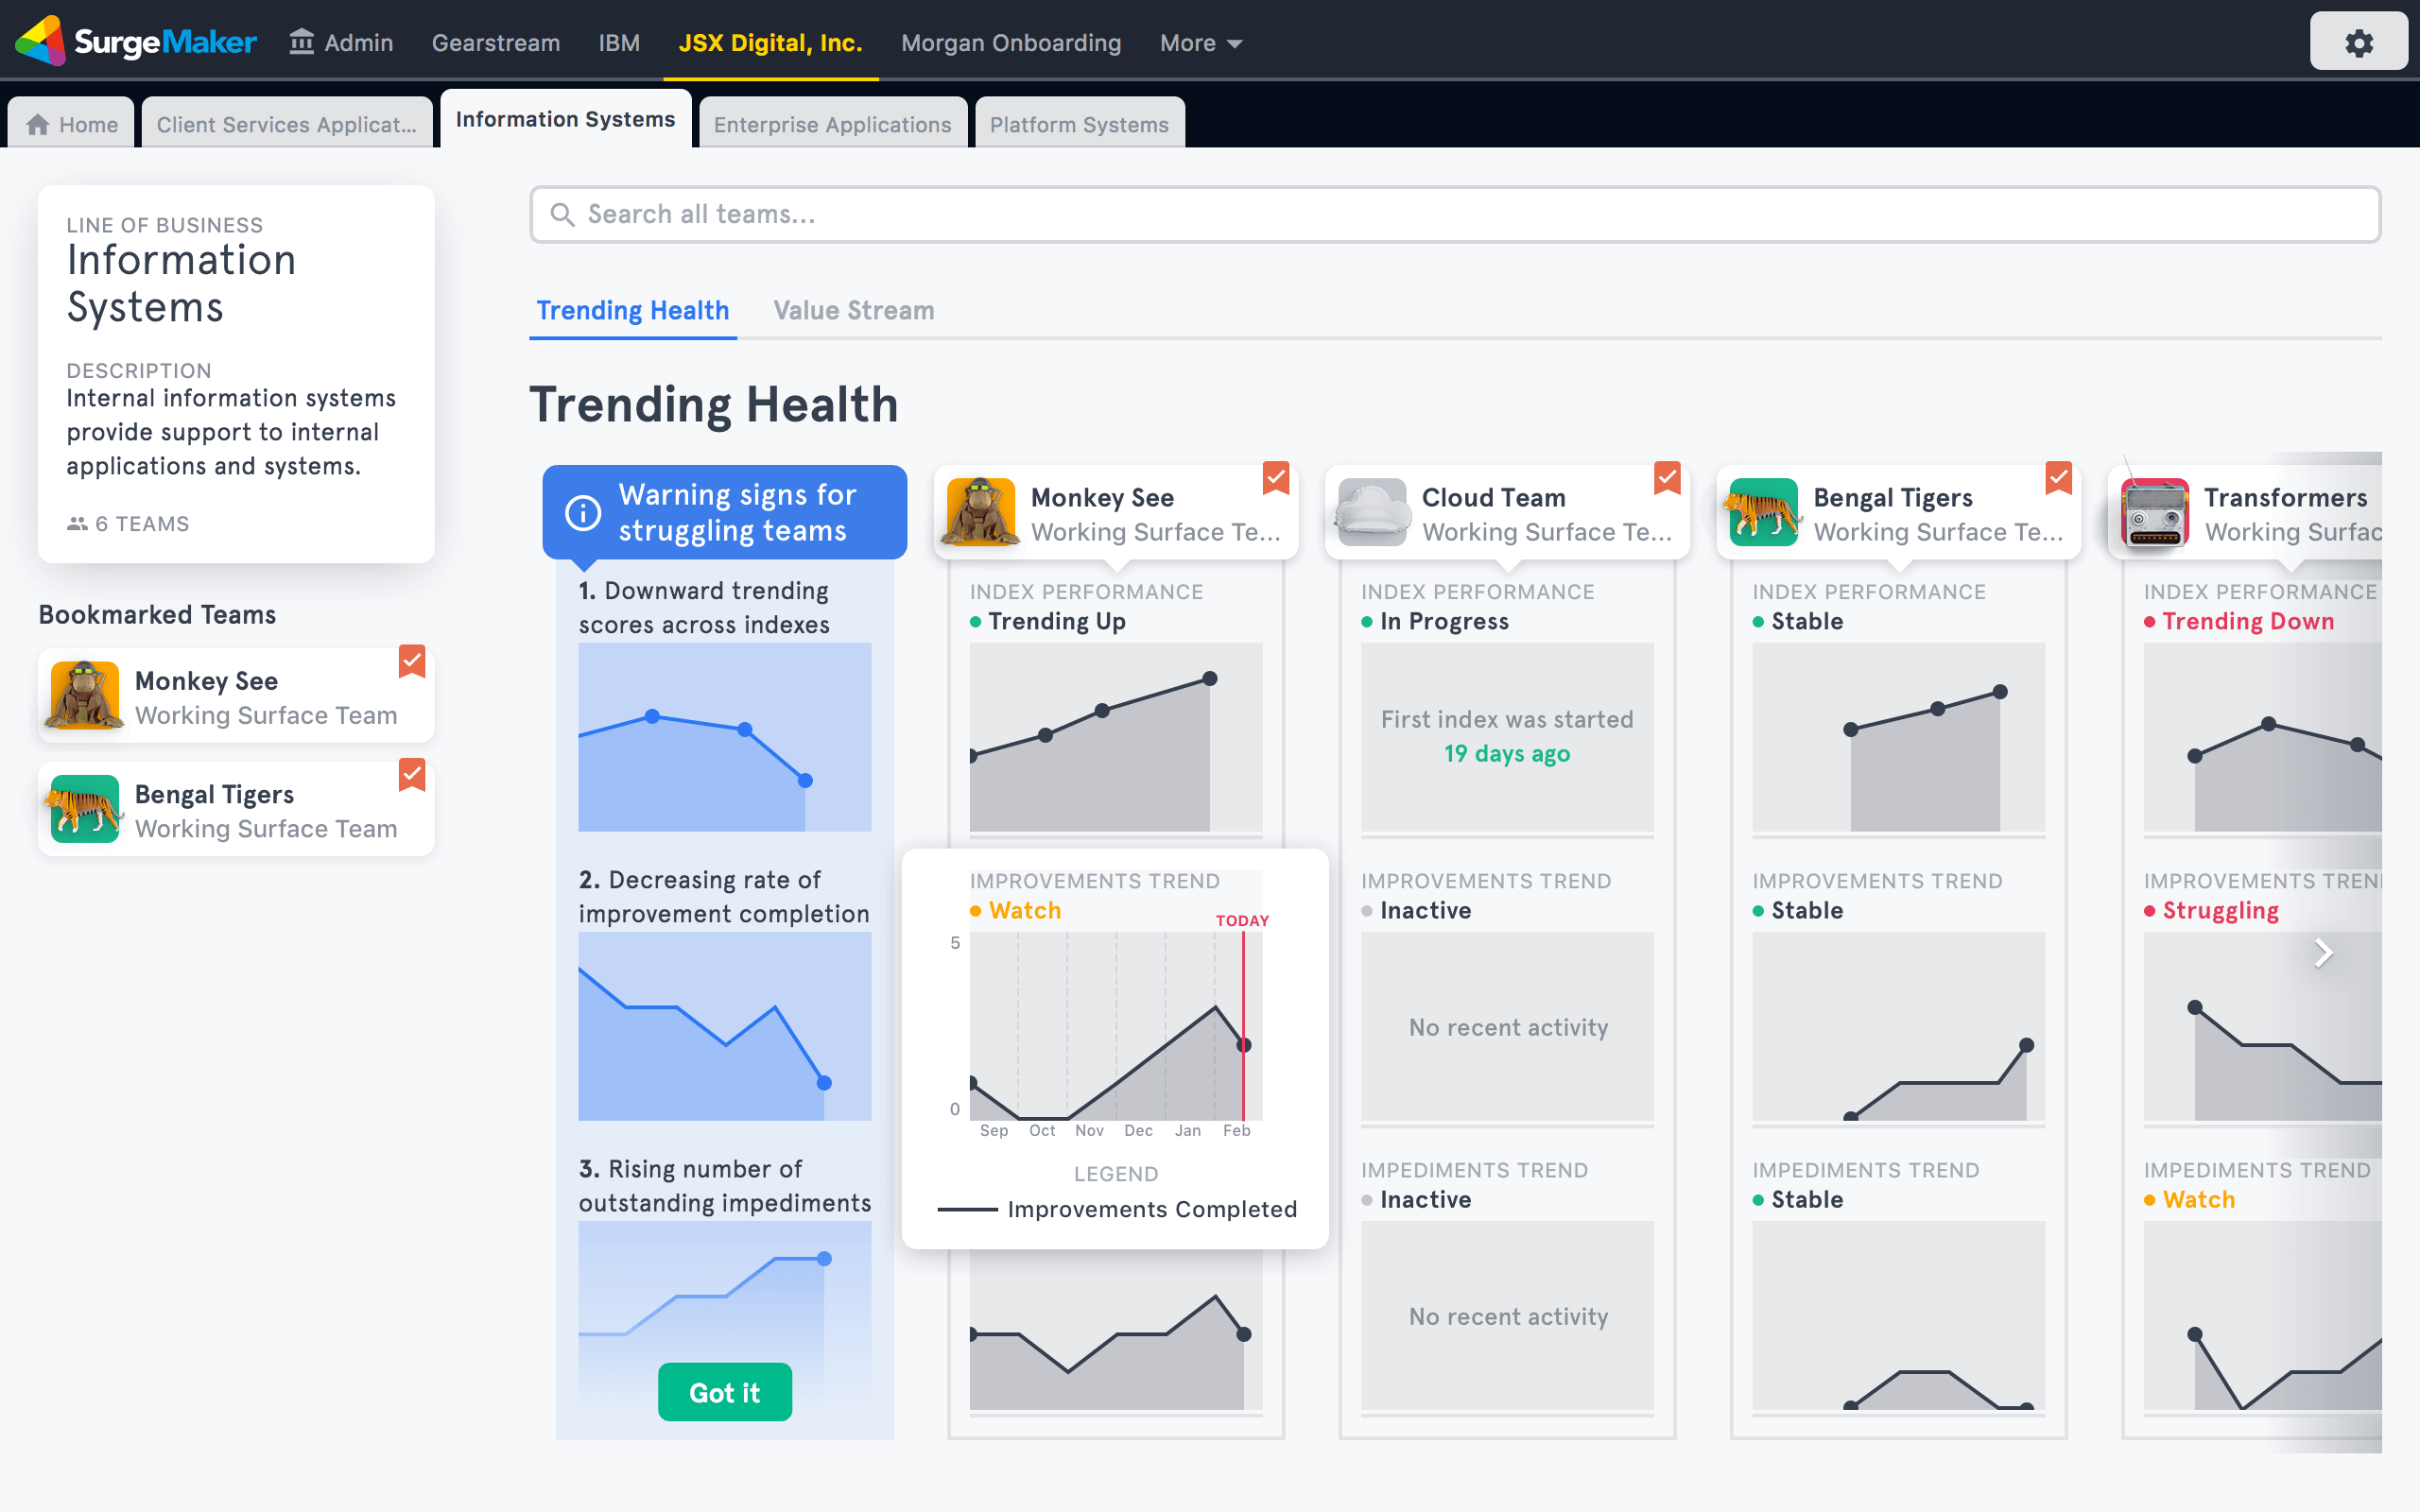 SurgeMaker
Admin
Gearstream
IBM
JSX Digital, Inc.
Morgan Onboarding
More
Home
Client Services Applicat...
Information Systems
Enterprise Applications
Platform Systems
LINE OF BUSINESS
Information
Systems
DESCRIPTION
Internal information systems
provide support to internal
applications and systems.
6 TEAMS
Bookmarked Teams
Monkey See
Working Surface Team
Bengal Tigers
Working Surface Team
Search all teams...
Trending Health
Value Stream
Trending Health
Warning signs for
struggling teams
1. Downward trending
scores across indexes
2. Decreasing rate of
improvement completion
3. Rising number of
outstanding impediments
Got it
Monkey See
Working Surface Te...
INDEX PERFORMANCE
Trending Up
IMPROVEMENTS TREND
Watch
TODAY
5
0
Sep
Oct
Nov
Dec
Jan
Feb
LEGEND
Improvements Completed
Cloud Team
Working Surface Te...
INDEX PERFORMANCE
In Progress
First index was started
19 days ago
IMPROVEMENTS TREND
Inactive
No recent activity
IMPEDIMENTS TREND
Inactive
No recent activity
Bengal Tigers
Working Surface Te...
INDEX PERFORMANCE
Stable
IMPROVEMENTS TREND
Stable
IMPEDIMENTS TREND
Stable
Transformers
Working Surfac
INDEX PERFORMANCE
Trending Down
IMPROVEMENTS TREN
Struggling
IMPEDIMENTS TREND
Watch